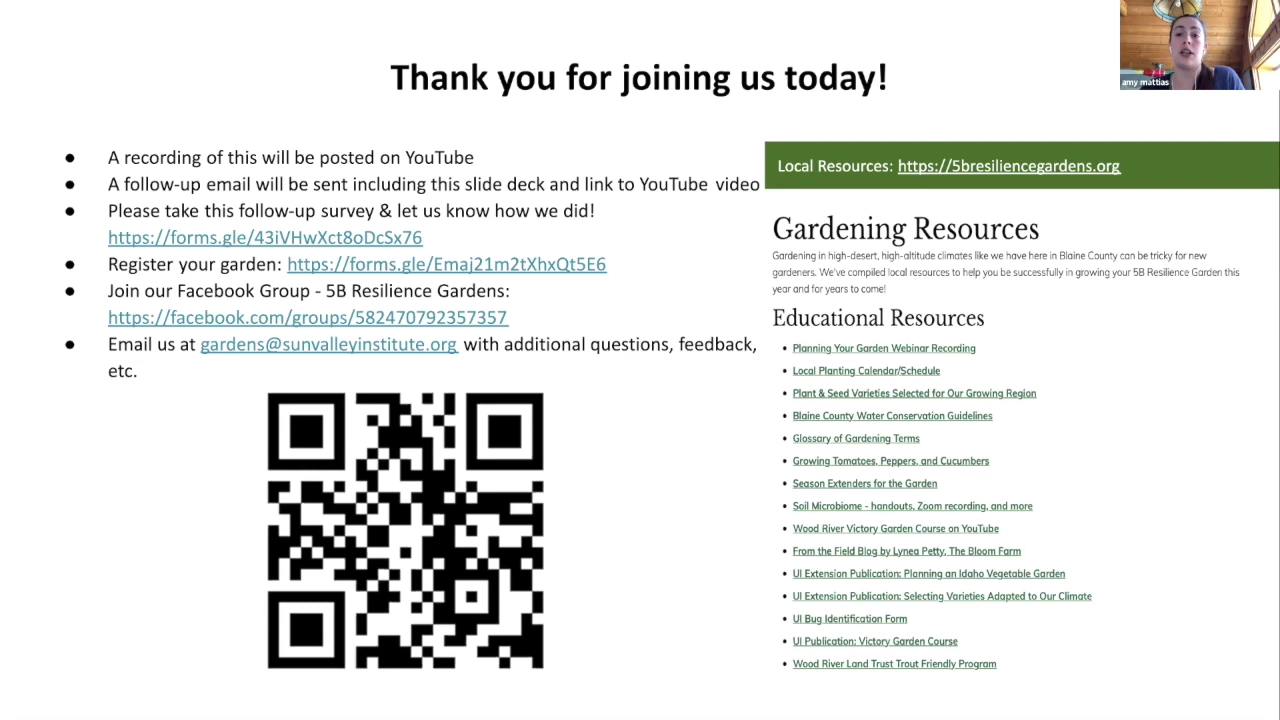 Thank you for joining us today!
amy mattias
● A recording of this will be posted on YouTube
● A follow-up email will be sent including this slide deck and link to YouTube video
● Please take this follow-up survey & let us know how we did!
https://forms.gle/43iVHwXct8oDcSx76
● Register your garden: https://forms.gle/Emaj21m2tXhxQt5E6
● Join our Facebook Group - 5B Resilience Gardens:
https://facebook.com/groups/582470792357357
● Email us at gardens@sunvalleyinstitute.org with additional questions, feedback,
etc.
Local Resources: https://5bresiliencegardens.org
Gardening Resources
Gardening in high-desert, high-altitude climates like we have here in Blaine County can be tricky for new
gardeners. We've compiled local resources to help you be successfully in growing your 5B Resilience Garden this
year and for years to come!
Educational Resources
• Planning Your Garden Webinar Recording
• Local Planting Calendar/Schedule
• Plant & Seed Varieties Selected for Our Growing Region
• Blaine County Water Conservation Guidelines
• Glossary of Gardening Terms
• Growing Tomatoes, Peppers, and Cucumbers
• Season Extenders for the Garden
• Soil Microbiome - handouts, Zoom recording, and more
• Wood River Victory Garden Course on YouTube
• From the Field Blog by Lynea Petty, The Bloom Farm
• UI Extension Publication: Planning an Idaho Vegetable Garden
• UI Extension Publication: Selecting Varieties Adapted to Our Climate
• UI Bug Identification Form
• UI Publication: Victory Garden Course
• Wood River Land Trust Trout Friendly Program